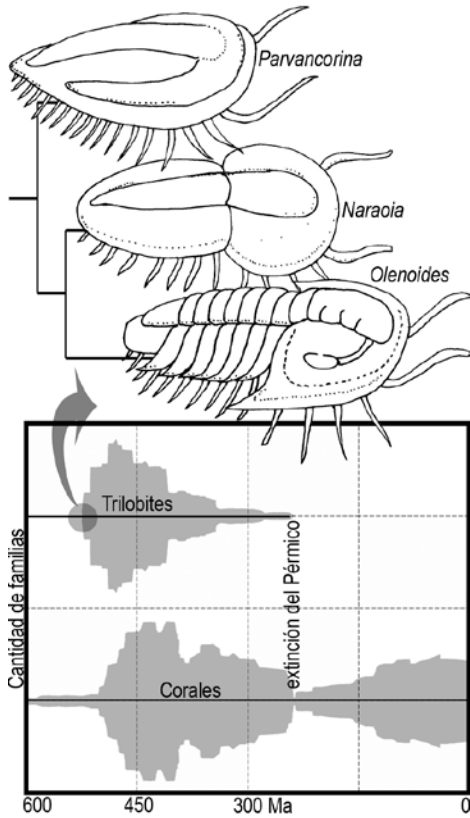 Parvancorina
Naraoia
Olenoides
Cantidad de familias
Trilobites
extinción del Pérmico
Corales
600 450 300 Ma 0